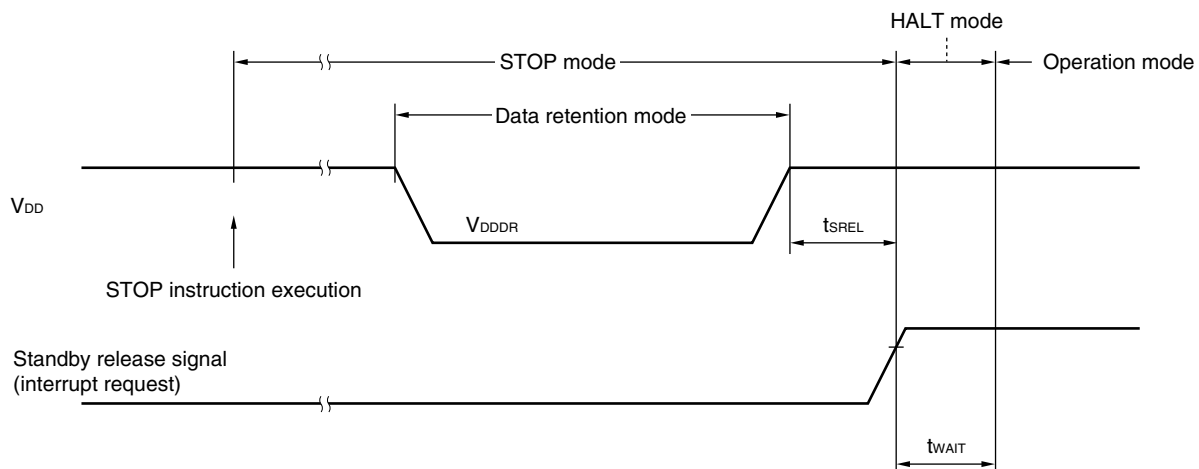 HALT mode
STOP mode
Operation mode
Data retention mode
VDD
VDDDR
tSREL
STOP instruction execution
Standby release signal
(interrupt request)
tWAIT